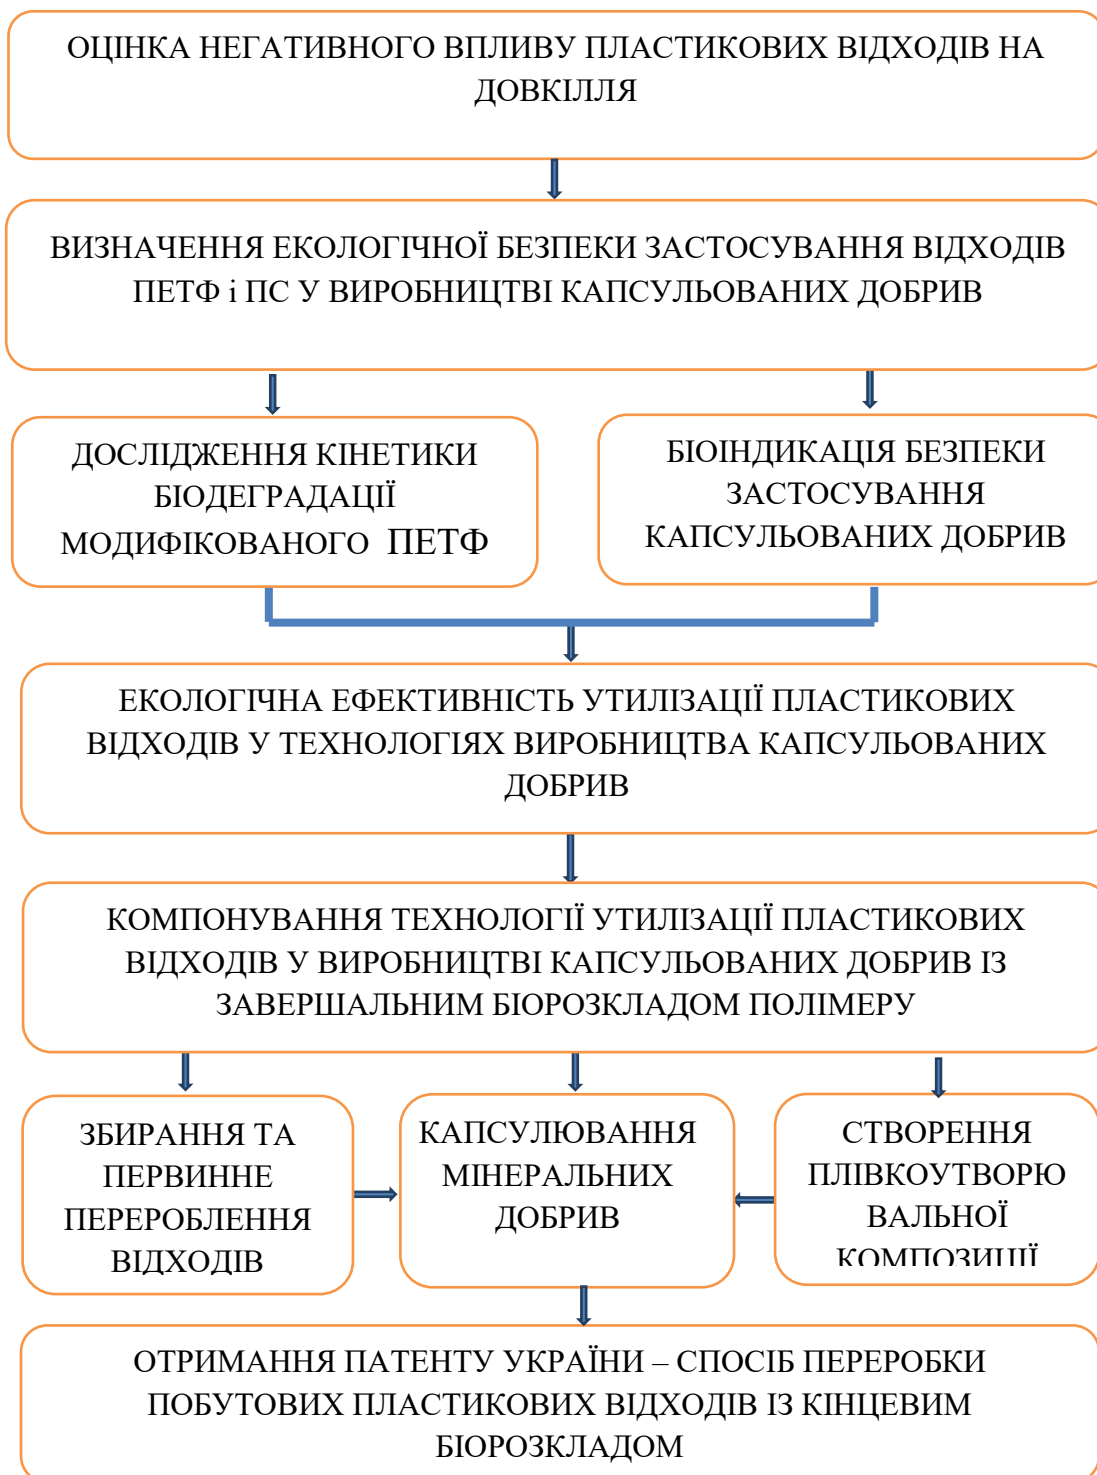 ОЦІНКА НЕГАТИВНОГО ВПЛИВУ ПЛАСТИКОВИХ ВІДХОДІВ НА
ДОВКІЛЛЯ
ВИЗНАЧЕННЯ ЕКОЛОГІЧНОЇ БЕЗПЕКИ ЗАСТОСУВАННЯ ВІДХОДІВ
ПЕТФ і ПС У ВИРОБНИЦТВІ КАПСУЛЬОВАНИХ ДОБРИВ
ДОСЛІДЖЕННЯ КІНЕТИКИ
БІОДЕГРАДАЦІЇ
МОДИФІКОВАНОГО ПЕТФ
БІОІНДИКАЦІЯ БЕЗПЕКИ
ЗАСТОСУВАННЯ
КАПСУЛЬОВАНИХ ДОБРИВ
ЕКОЛОГІЧНА ЕФЕКТИВНІСТЬ УТИЛІЗАЦІЇ ПЛАСТИКОВИХ
ВІДХОДІВ У ТЕХНОЛОГІЯХ ВИРОБНИЦТВА КАПСУЛЬОВАНИХ
ДОБРИВ
КОМПОНУВАННЯ ТЕХНОЛОГІЇ УТИЛІЗАЦІЇ ПЛАСТИКОВИХ
ВІДХОДІВ У ВИРОБНИЦТВІ КАПСУЛЬОВАНИХ ДОБРИВ ІЗ
ЗАВЕРШАЛЬНИМ БІОРОЗКЛАДОМ ПОЛІМЕРУ
ЗБИРАННЯ ТА
ПЕРВИННЕ
ПЕРЕРОБЛЕННЯ
ВІДХОДІВ
КАПСУЛЮВАННЯ
МІНЕРАЛЬНИХ
ДОБРИВ
СТВОРЕННЯ
ПЛІВКОУТВОРЮ
ВАЛЬНОЇ
КОМПОЗИЦІЇ
ОТРИМАННЯ ПАТЕНТУ УКРАЇНИ – СПОСІБ ПЕРЕРОБКИ
ПОБУТОВИХ ПЛАСТИКОВИХ ВІДХОДІВ ІЗ КІНЦЕВИМ
БІОРОЗКЛАДОМ